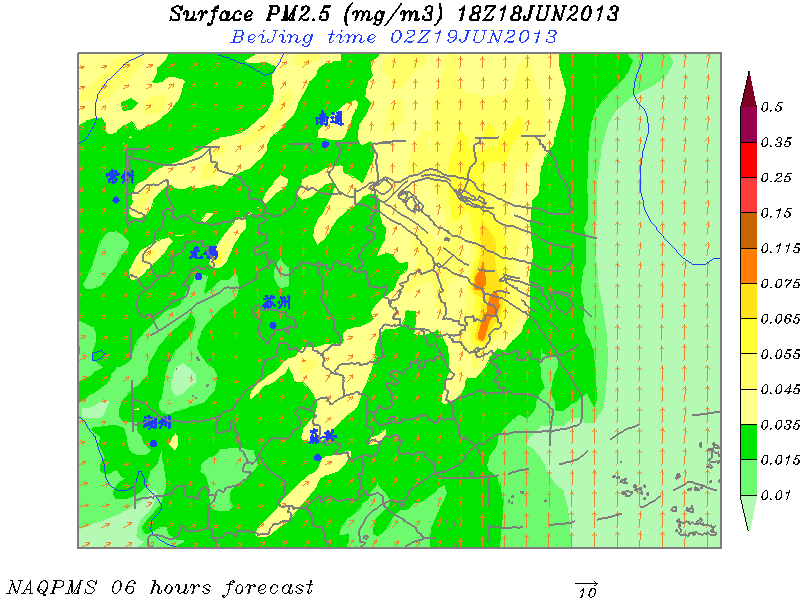 Surface PM2.5 (mg/m3) 18Z18JUN2013
BeiJing time 02Z19JUN2013
南通
常州
无锡
苏州
湖州
嘉兴
0.5
0.35
0.25
0.15
0.115
0.075
0.065
0.045
0.035
0.015
0.01
NAQPMS 06 hours forecast
10